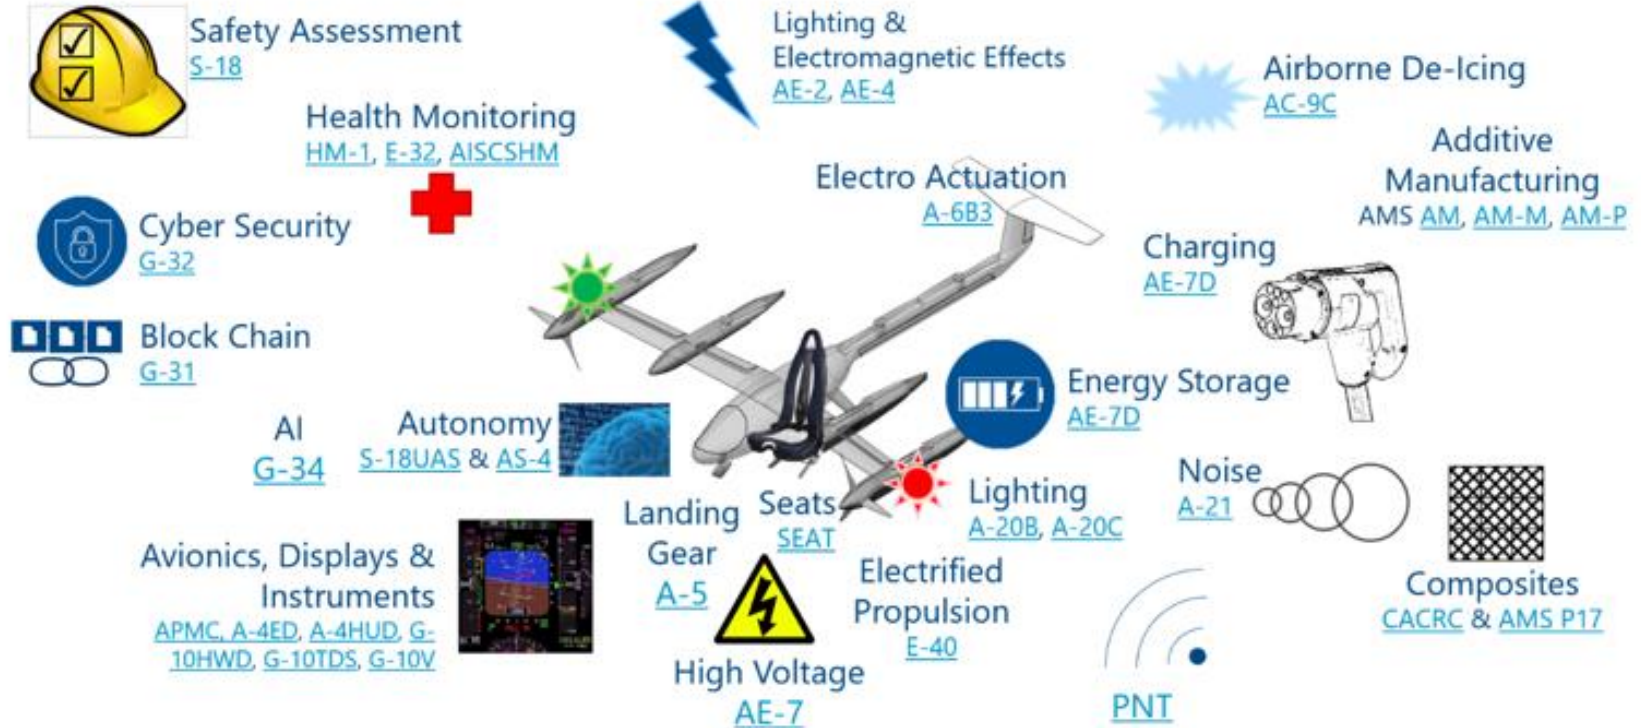 Safety Assessment
S-18
Lighting &
Electromagnetic Effects
AE-2, AE-4
Airborne De-Icing
AC-9C
Health Monitoring
HM-1, E-32, AISCSHM
Additive
Manufacturing
AMS AM, AM-M, AM-P
Electro Actuation
A-6B3
Cyber Security
G-32
Charging
AE-7D
Block Chain
G-31
Energy Storage
AE-7D
AI
G-34
Autonomy
S-18UAS & AS-4
Noise
A-21
Lighting
A-20B, A-20C
Seats
SEAT
Landing
Gear
A-5
Avionics, Displays &
Instruments
APMC, A-4ED, A-4HUD, G-
10HWD, G-10TDS, G-10V
Electrified
Propulsion
E-40
Composites
CACRC & AMS P17
High Voltage
AE-7
PNT